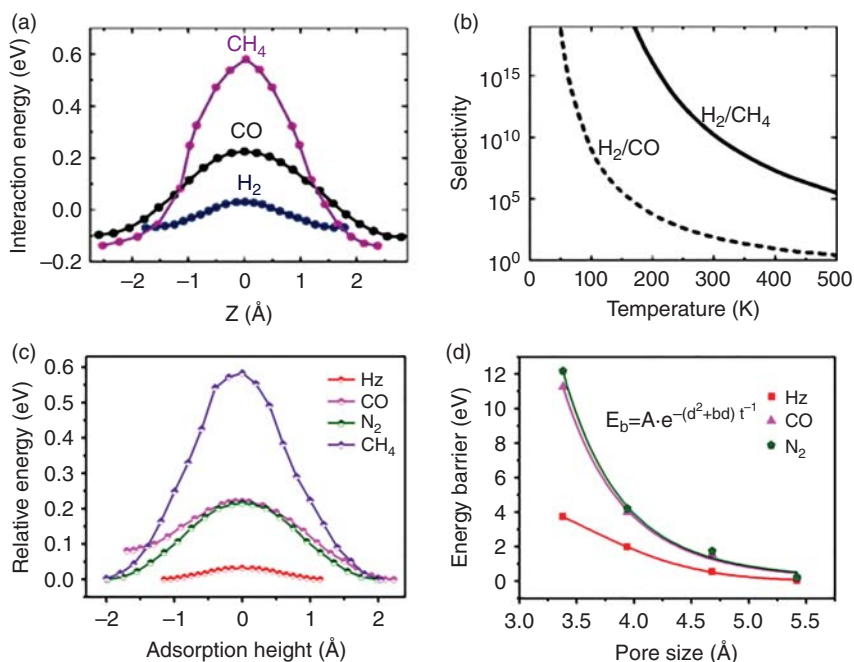 (a)
Interaction energy (eV)
0.6
0.4
0.2
0.0
−0.2
CH4
CO
H2
−2
−1
0
1
2
Z (Å)
(b)
Selectivity
10^15
10^10
10^5
10^0
H2/CH4
H2/CO
0
100
200
300
400
500
Temperature (K)
(c)
Relative energy (eV)
0.6
0.5
0.4
0.3
0.2
0.1
0.0
Hz
CO
N2
CH4
−2
−1
0
1
2
Adsorption height (Å)
(d)
Energy barrier (eV)
12
10
8
6
4
2
0
E_b=A·e^−(d²+bd) t⁻¹
Hz
CO
N2
3.0
3.5
4.0
4.5
5.0
5.5
Pore size (Å)